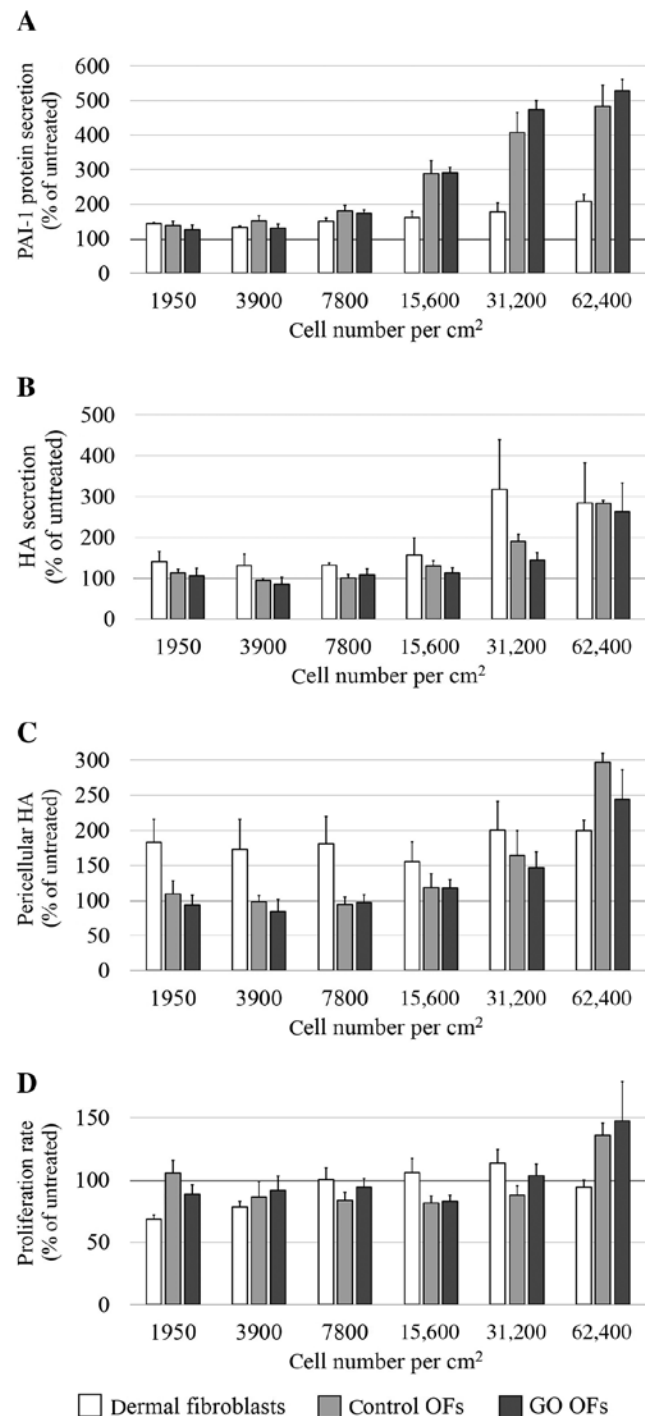 A
PAI-1 protein secretion
(% of untreated)
600
500
400
300
200
100
0
1950 3900 7800 15,600 31,200 62,400
Cell number per cm²
B
HA secretion
(% of untreated)
500
400
300
200
100
0
1950 3900 7800 15,600 31,200 62,400
Cell number per cm²
C
Pericellular HA
(% of untreated)
300
250
200
150
100
50
0
1950 3900 7800 15,600 31,200 62,400
Cell number per cm²
D
Proliferation rate
(% of untreated)
150
100
50
0
1950 3900 7800 15,600 31,200 62,400
Cell number per cm²
Dermal fibroblasts Control OFs GO OFs